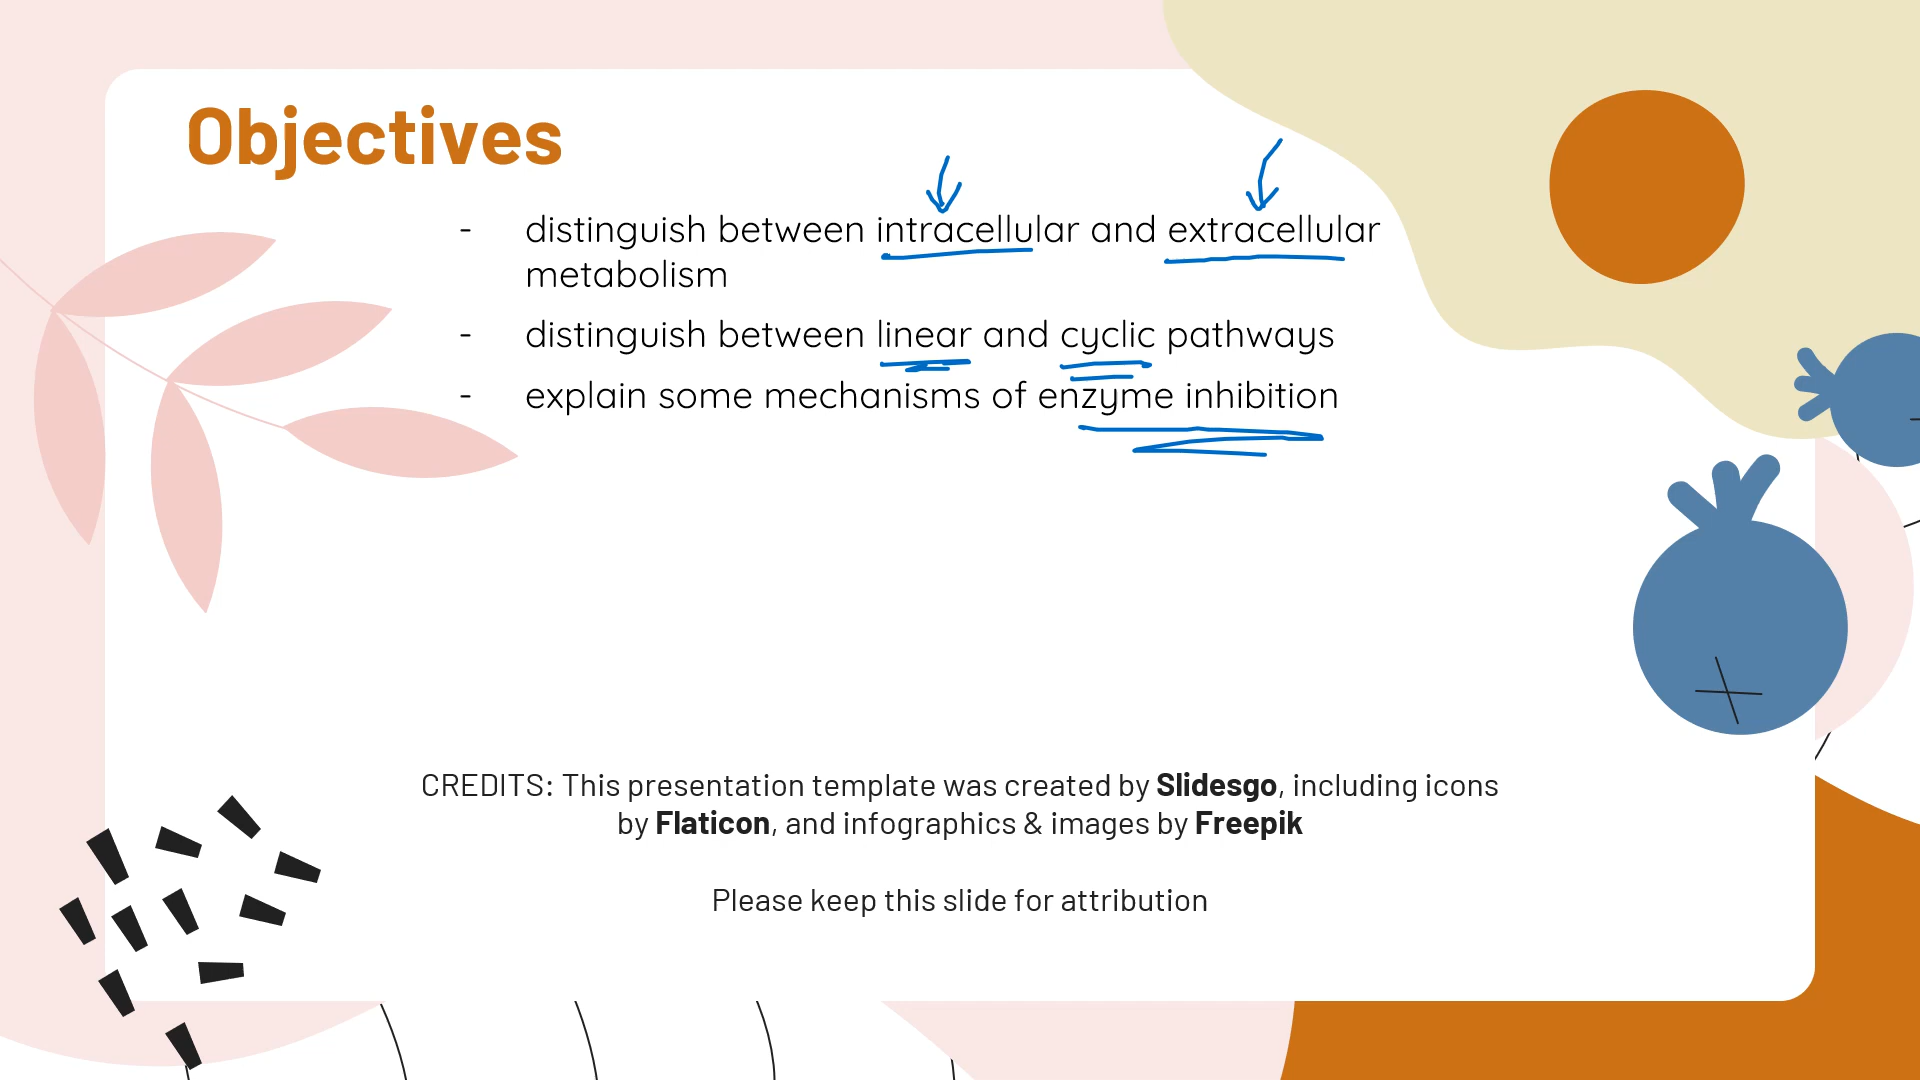 Objectives
- distinguish between intracellular and extracellular
metabolism
- distinguish between linear and cyclic pathways
- explain some mechanisms of enzyme inhibition
CREDITS: This presentation template was created by Slidesgo, including icons
by Flaticon, and infographics & images by Freepik
Please keep this slide for attribution